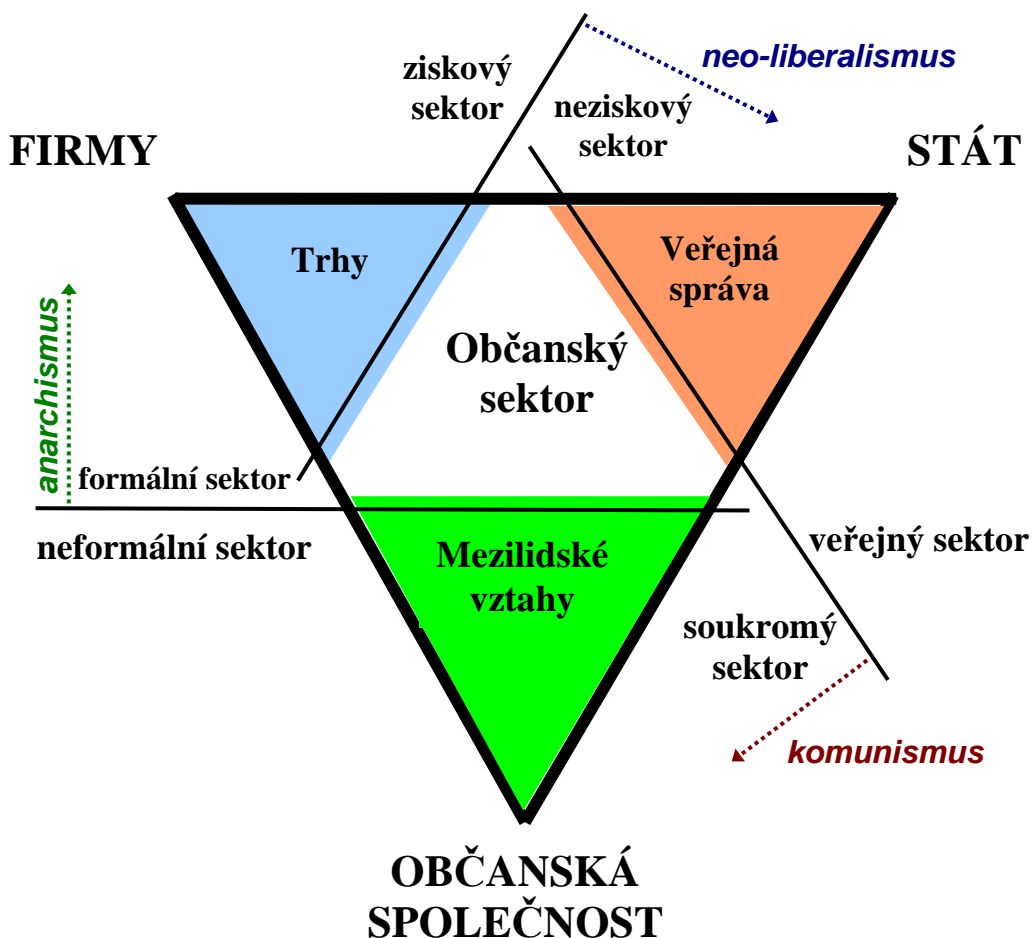 ziskový
sektor
neo-liberalismus
neziskový
sektor
FIRMY
STÁT
Trhy
Veřejná
správa
Občanský
sektor
anarchismus
formální sektor
neformální sektor
Mezilidské
vztahy
veřejný sektor
soukromý
sektor
komunismus
OBČANSKÁ
SPOLEČNOST